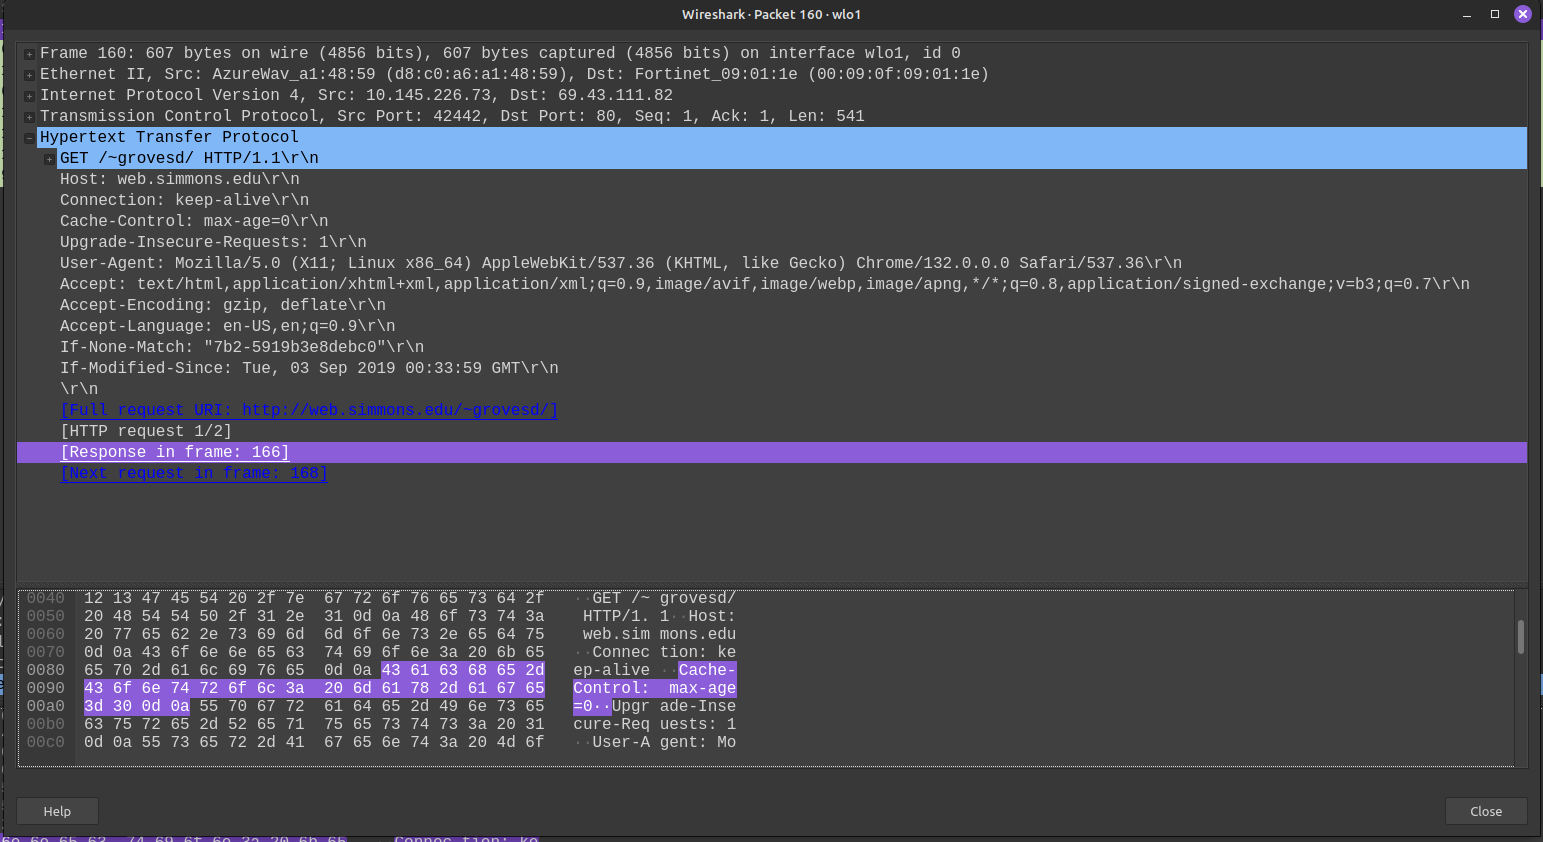 Wireshark · Packet 160 · wlo1
Frame 160: 607 bytes on wire (4856 bits), 607 bytes captured (4856 bits) on interface wlo1, id 0
Ethernet II, Src: AzureWav_a1:48:59 (d8:c0:a6:a1:48:59), Dst: Fortinet_09:01:1e (00:09:0f:09:01:1e)
Internet Protocol Version 4, Src: 10.145.226.73, Dst: 69.43.111.82
Transmission Control Protocol, Src Port: 42442, Dst Port: 80, Seq: 1, Ack: 1, Len: 541
Hypertext Transfer Protocol
GET /~grovesd/ HTTP/1.1\r\n
Host: web.simmons.edu\r\n
Connection: keep-alive\r\n
Cache-Control: max-age=0\r\n
Upgrade-Insecure-Requests: 1\r\n
User-Agent: Mozilla/5.0 (X11; Linux x86_64) AppleWebKit/537.36 (KHTML, like Gecko) Chrome/132.0.0.0 Safari/537.36\r\n
Accept: text/html,application/xhtml+xml,application/xml;q=0.9,image/avif,image/webp,image/apng,*/*;q=0.8,application/signed-exchange;v=b3;q=0.7\r\n
Accept-Encoding: gzip, deflate\r\n
Accept-Language: en-US,en;q=0.9\r\n
If-None-Match: "7b2-5919b3e8debc0"\r\n
If-Modified-Since: Tue, 03 Sep 2019 00:33:59 GMT\r\n
\r\n
[Full request URI: http://web.simmons.edu/~grovesd/]
[HTTP request 1/2]
[Response in frame: 166]
[Next request in frame: 168]
0040 12 13 47 45 54 20 2f 7e 67 72 6f 76 65 73 64 2f ··GET /~ grovesd/
0050 20 48 54 54 50 2f 31 2e 31 0d 0a 48 6f 73 74 3a HTTP/1. 1··Host:
0060 20 77 65 62 2e 73 69 6d 6d 6f 6e 73 2e 65 64 75 web.sim mons.edu
0070 0d 0a 43 6f 6e 6e 65 63 74 69 6f 6e 3a 20 6b 65 ··Connec tion: ke
0080 65 70 2d 61 6c 69 76 65 0d 0a 43 61 63 68 65 2d ep-alive ··Cache-
0090 43 6f 6e 74 72 6f 6c 3a 20 6d 61 78 2d 61 67 65 Control: max-age
00a0 3d 30 0d 0a 55 70 67 72 61 64 65 2d 49 6e 73 65 =0··Upgr ade-Inse
00b0 63 75 72 65 2d 52 65 71 75 65 73 74 73 3a 20 31 cure-Req uests: 1
00c0 0d 0a 55 73 65 72 2d 41 67 65 6e 74 3a 20 4d 6f ··User-A gent: Mo
Help
Close
6e 6e 65 63 74 69 6f 6e 3a 20 6b 65 Connec tion: ke